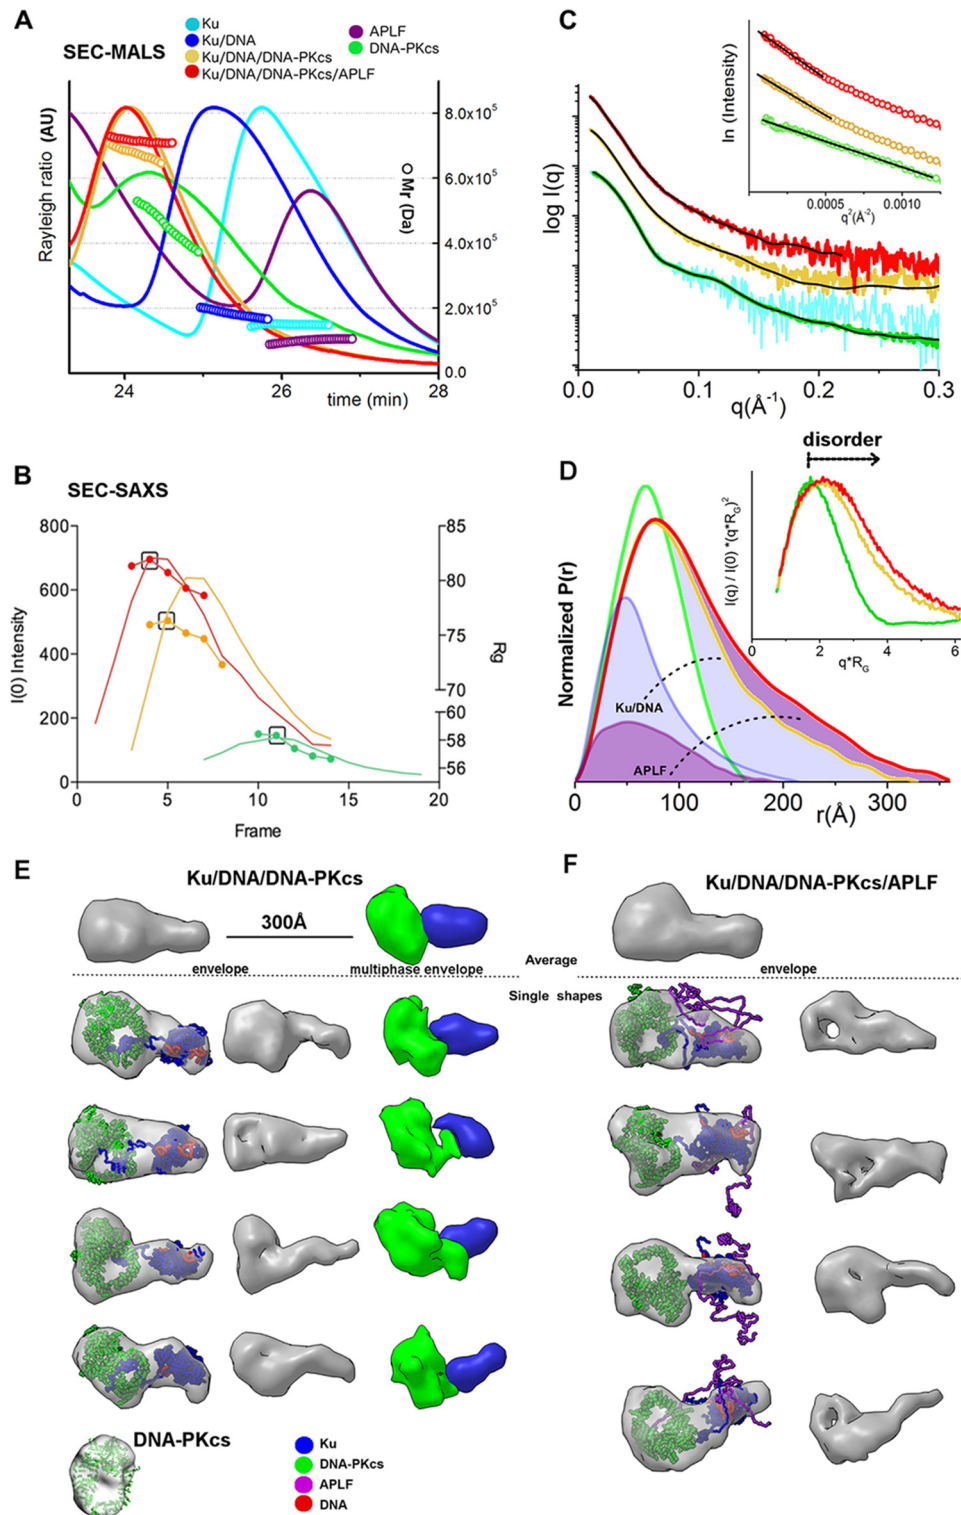 A
SEC-MALS
Ku
Ku/DNA
Ku/DNA/DNA-PKcs
Ku/DNA/DNA-PKcs/APLF
APLF
DNA-PKcs
Rayleigh ratio (AU)
Mr (Da)
8.0x10⁵
6.0x10⁵
4.0x10⁵
2.0x10⁵
0.0
24
26
28
time (min)
C
log I(q)
0.0
0.1
0.2
0.3
q(Å⁻¹)
ln (Intensity)
0.0005
0.0010
q²(Å⁻²)
B
SEC-SAXS
I(0) Intensity
800
600
400
200
0
85
80
75
70
60
58
56
Rg
0
5
10
15
20
Frame
D
disorder
Normalized P(r)
Ku/DNA
APLF
0
100
200
300
r(Å)
I(q) / I(0) *(q*R_G)²
0
2
4
6
q*R_G
E
Ku/DNA/DNA-PKcs
300Å
envelope
multiphase envelope
Average
Single shapes
F
Ku/DNA/DNA-PKcs/APLF
envelope
DNA-PKcs
Ku
DNA-PKcs
APLF
DNA